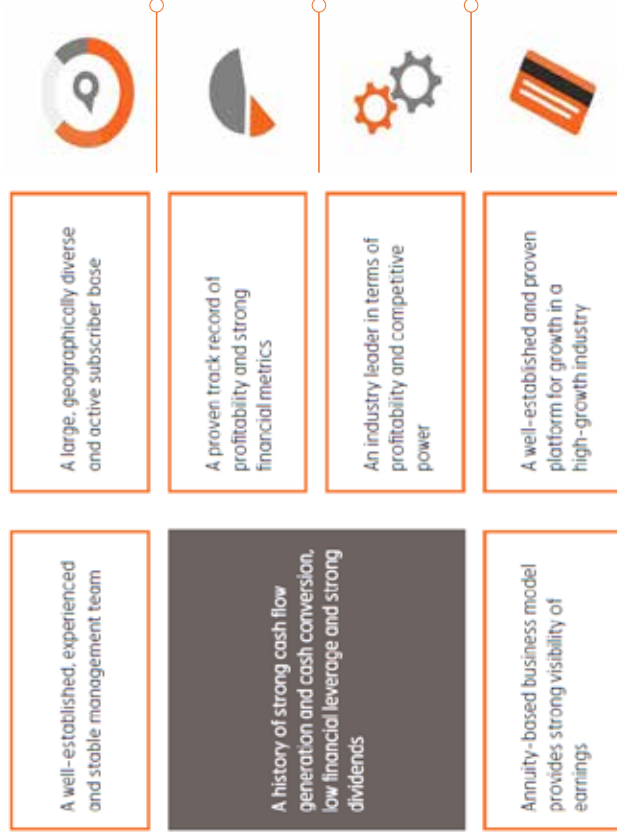 A well-established, experienced
and stable management team
A large, geographically diverse
and active subscriber base
A history of strong cash flow
generation and cash conversion,
low financial leverage and strong
dividends
A proven track record of
profitability and strong
financial metrics
An industry leader in terms of
profitability and competitive
power
Annuity-based business model
provides strong visibility of
earnings
A well-established and proven
platform for growth in a
high-growth industry